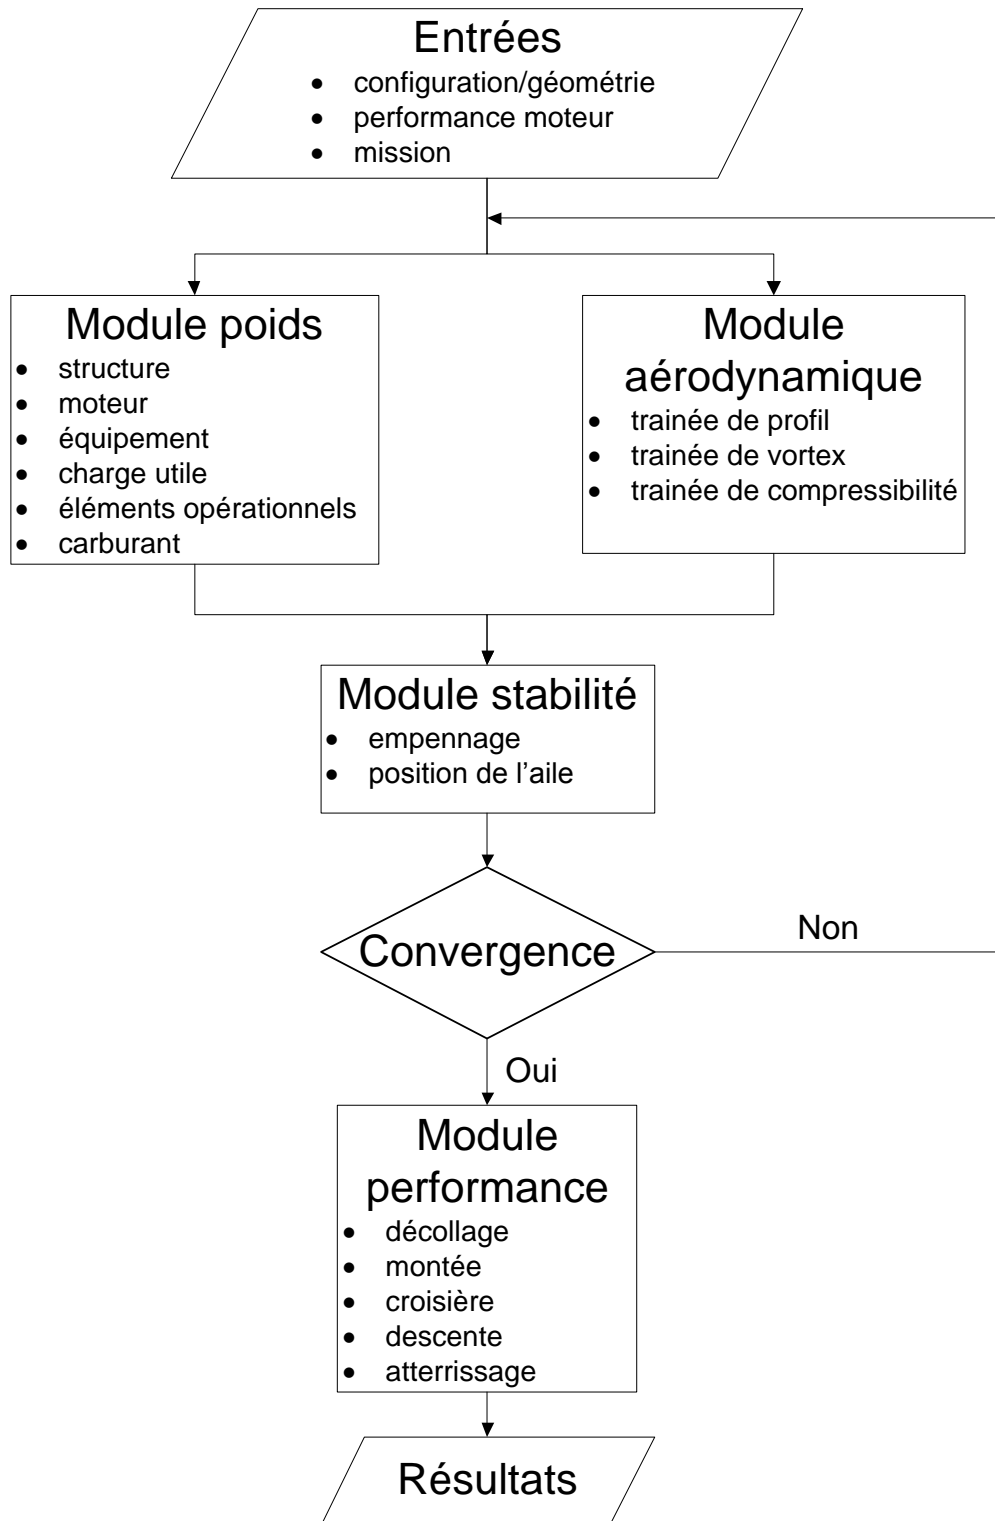 Entrées
• configuration/géométrie
• performance moteur
• mission
Module poids
• structure
• moteur
• équipement
• charge utile
• éléments opérationnels
• carburant
Module
aérodynamique
• trainée de profil
• trainée de vortex
• trainée de compressibilité
Module stabilité
• empennage
• position de l’aile
Convergence
Non
Oui
Module
performance
• décollage
• montée
• croisière
• descente
• atterrissage
Résultats